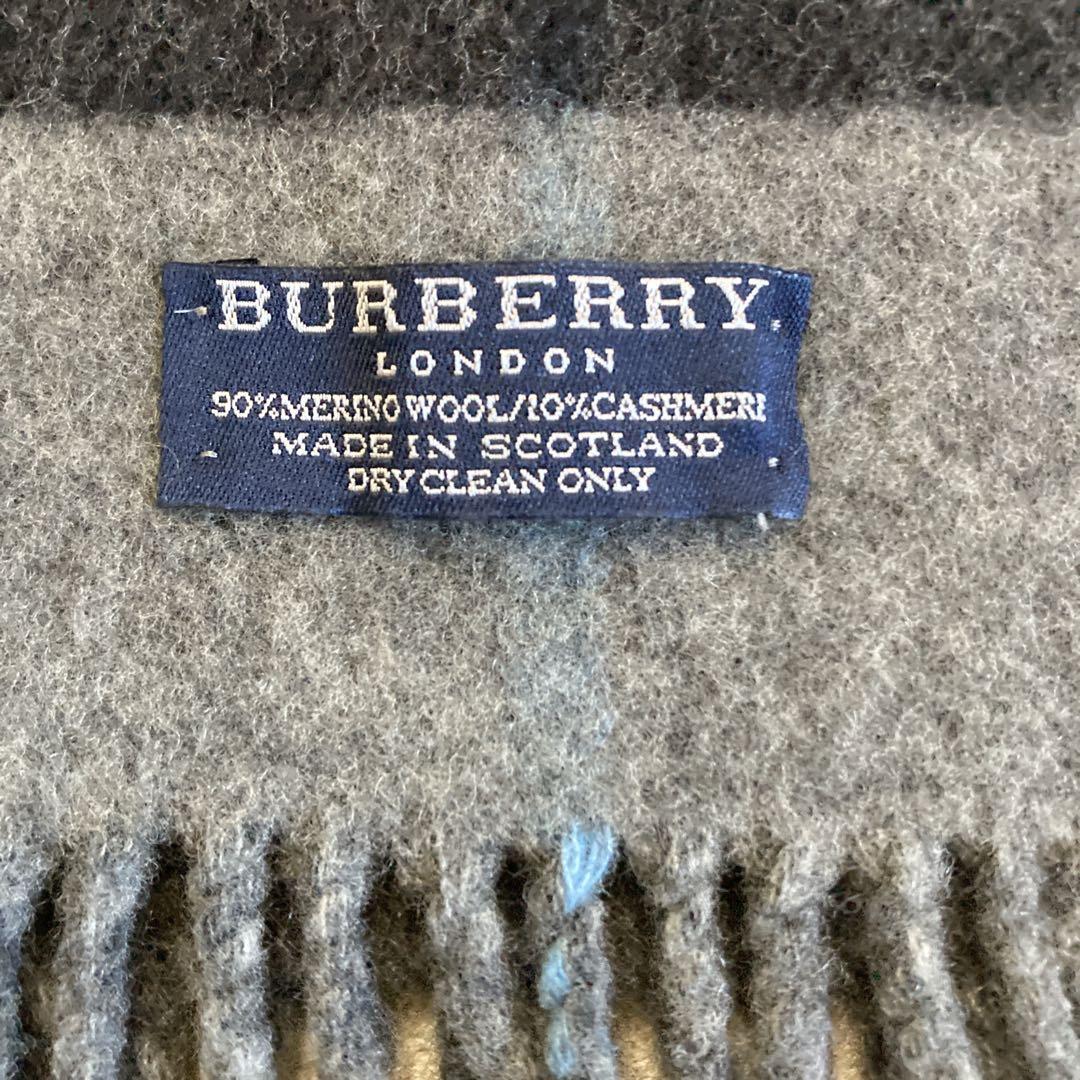 BURBERRY
LONDON
90%MERINO WOOL/10%CASHMERE
MADE IN SCOTLAND
DRY CLEAN ONLY